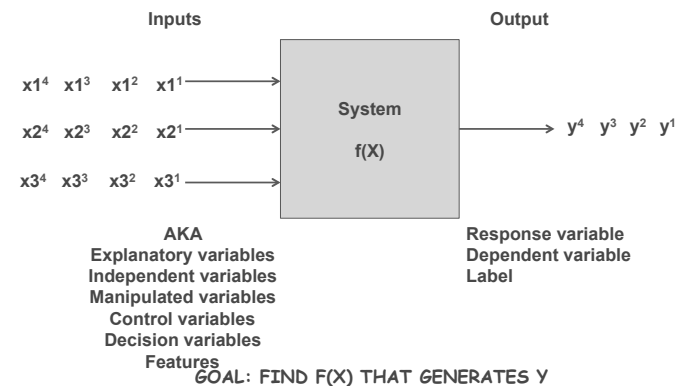 Inputs
Output
x1⁴ x1³ x1² x1¹
x2⁴ x2³ x2² x2¹
x3⁴ x3³ x3² x3¹
System
f(X)
y⁴ y³ y² y¹
AKA
Explanatory variables
Independent variables
Manipulated variables
Control variables
Decision variables
Features
Response variable
Dependent variable
Label
GOAL: FIND F(X) THAT GENERATES Y